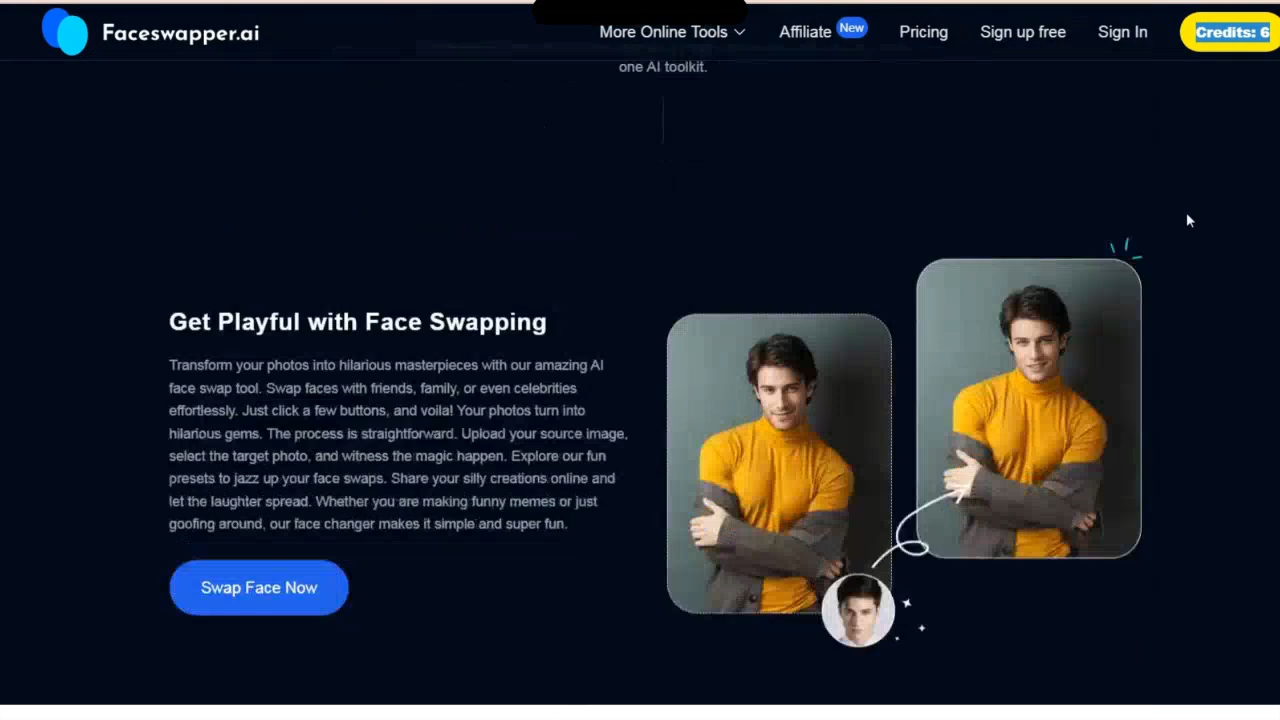 Faceswapper.ai
More Online Tools
Affiliate
New
Pricing
Sign up free
Sign In
Credits: 6
one AI toolkit.
Get Playful with Face Swapping
Transform your photos into hilarious masterpieces with our amazing AI
face swap tool. Swap faces with friends, family, or even celebrities
effortlessly. Just click a few buttons, and voila! Your photos turn into
hilarious gems. The process is straightforward. Upload your source image,
select the target photo, and witness the magic happen. Explore our fun
presets to jazz up your face swaps. Share your silly creations online and
let the laughter spread. Whether you are making funny memes or just
goofing around, our face changer makes it simple and super fun.
Swap Face Now